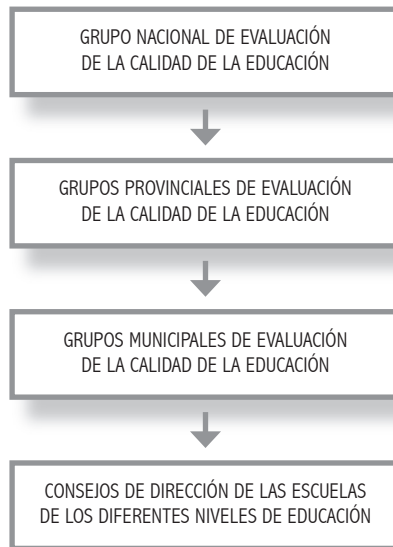 GRUPO NACIONAL DE EVALUACIÓN
DE LA CALIDAD DE LA EDUCACIÓN
GRUPOS PROVINCIALES DE EVALUACIÓN
DE LA CALIDAD DE LA EDUCACIÓN
GRUPOS MUNICIPALES DE EVALUACIÓN
DE LA CALIDAD DE LA EDUCACIÓN
CONSEJOS DE DIRECCIÓN DE LAS ESCUELAS
DE LOS DIFERENTES NIVELES DE EDUCACIÓN